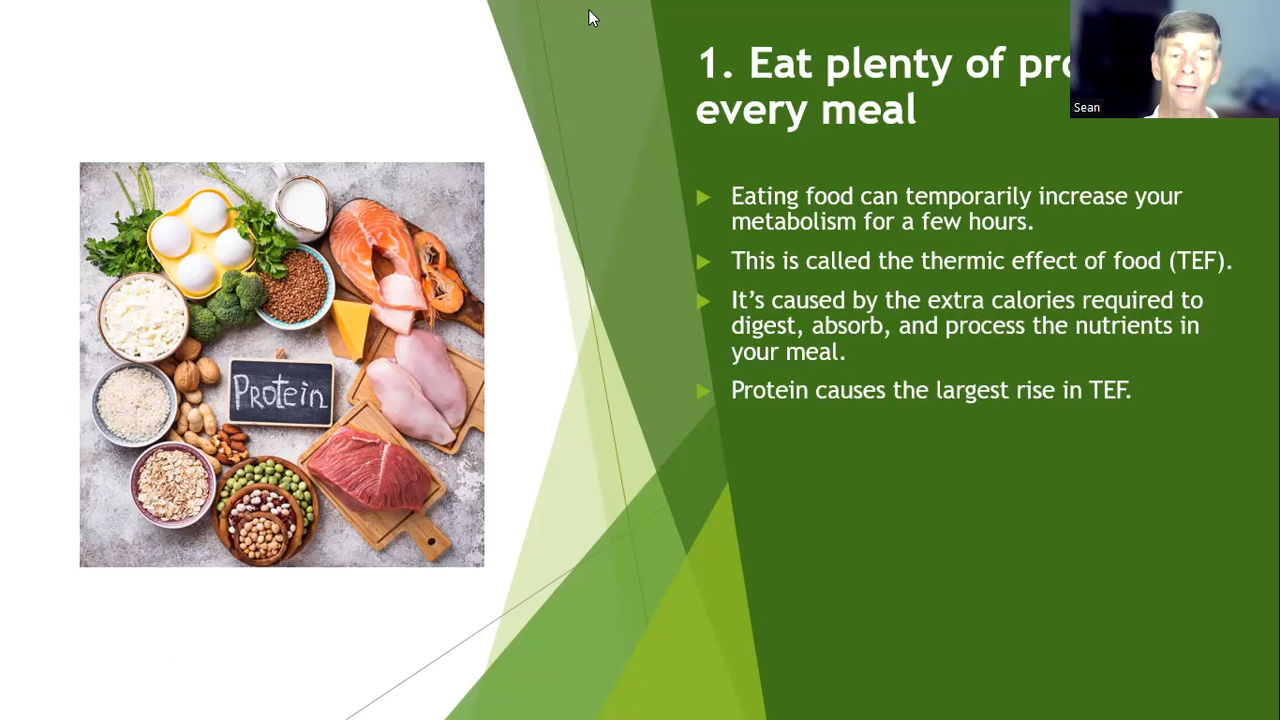 1. Eat plenty of
every meal
Sean
Eating food can temporarily increase your
metabolism for a few hours.
This is called the thermic effect of food (TEF).
It’s caused by the extra calories required to
digest, absorb, and process the nutrients in
your meal.
Protein causes the largest rise in TEF.
Protein